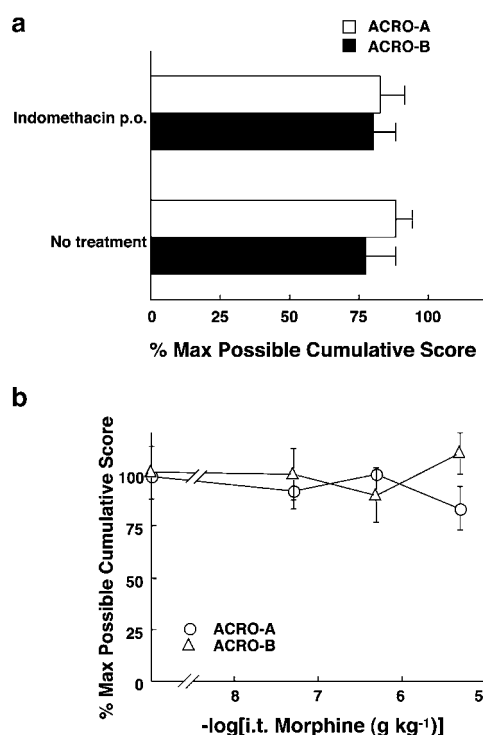 a
ACRO-A
ACRO-B
Indomethacin p.o.
No treatment
0 25 50 75 100
% Max Possible Cumulative Score
b
% Max Possible Cumulative Score
100
75
50
25
0
ACRO-A
ACRO-B
8 7 6 5
-log[i.t. Morphine (g kg⁻¹)]